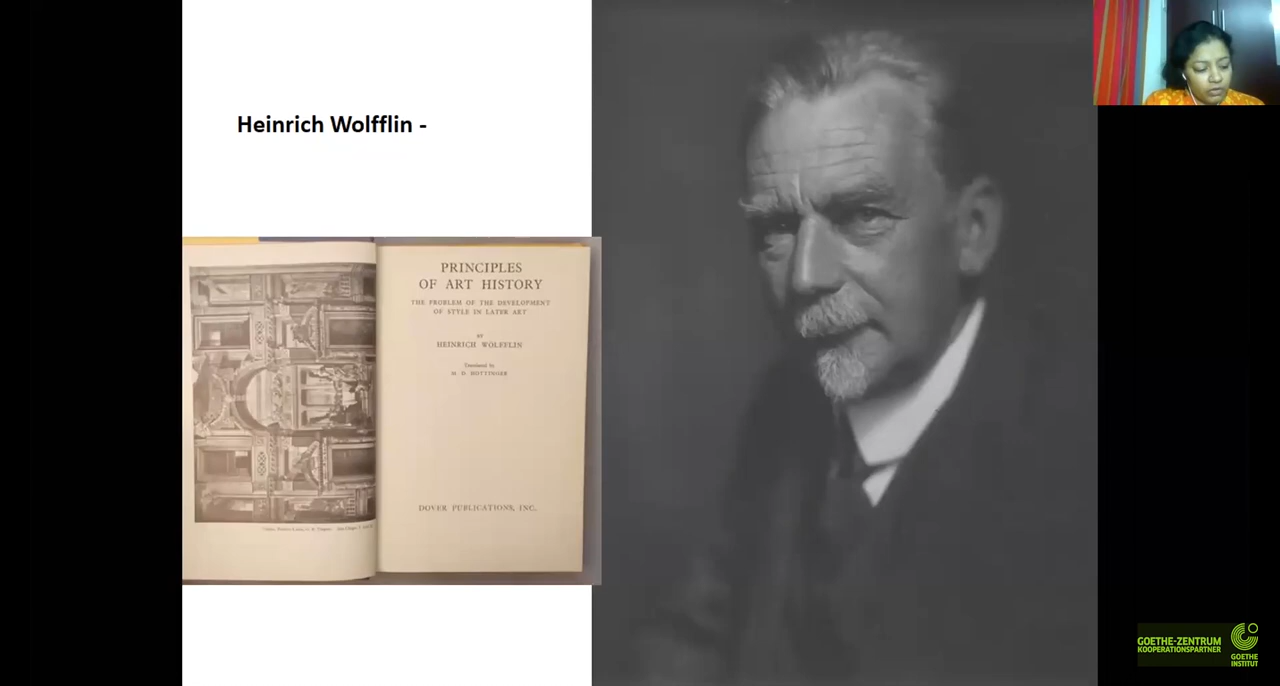 Heinrich Wolfflin -
PRINCIPLES
OF ART HISTORY
THE PROBLEM OF THE DEVELOPMENT
OF STYLE IN LATER ART
BY
HEINRICH WOLFFLIN
Translated by
M. D. HOTTINGER
DOVER PUBLICATIONS, INC.
GOETHE-ZENTRUM
KOOPERATIONSPARTNER
GOETHE
INSTITUT